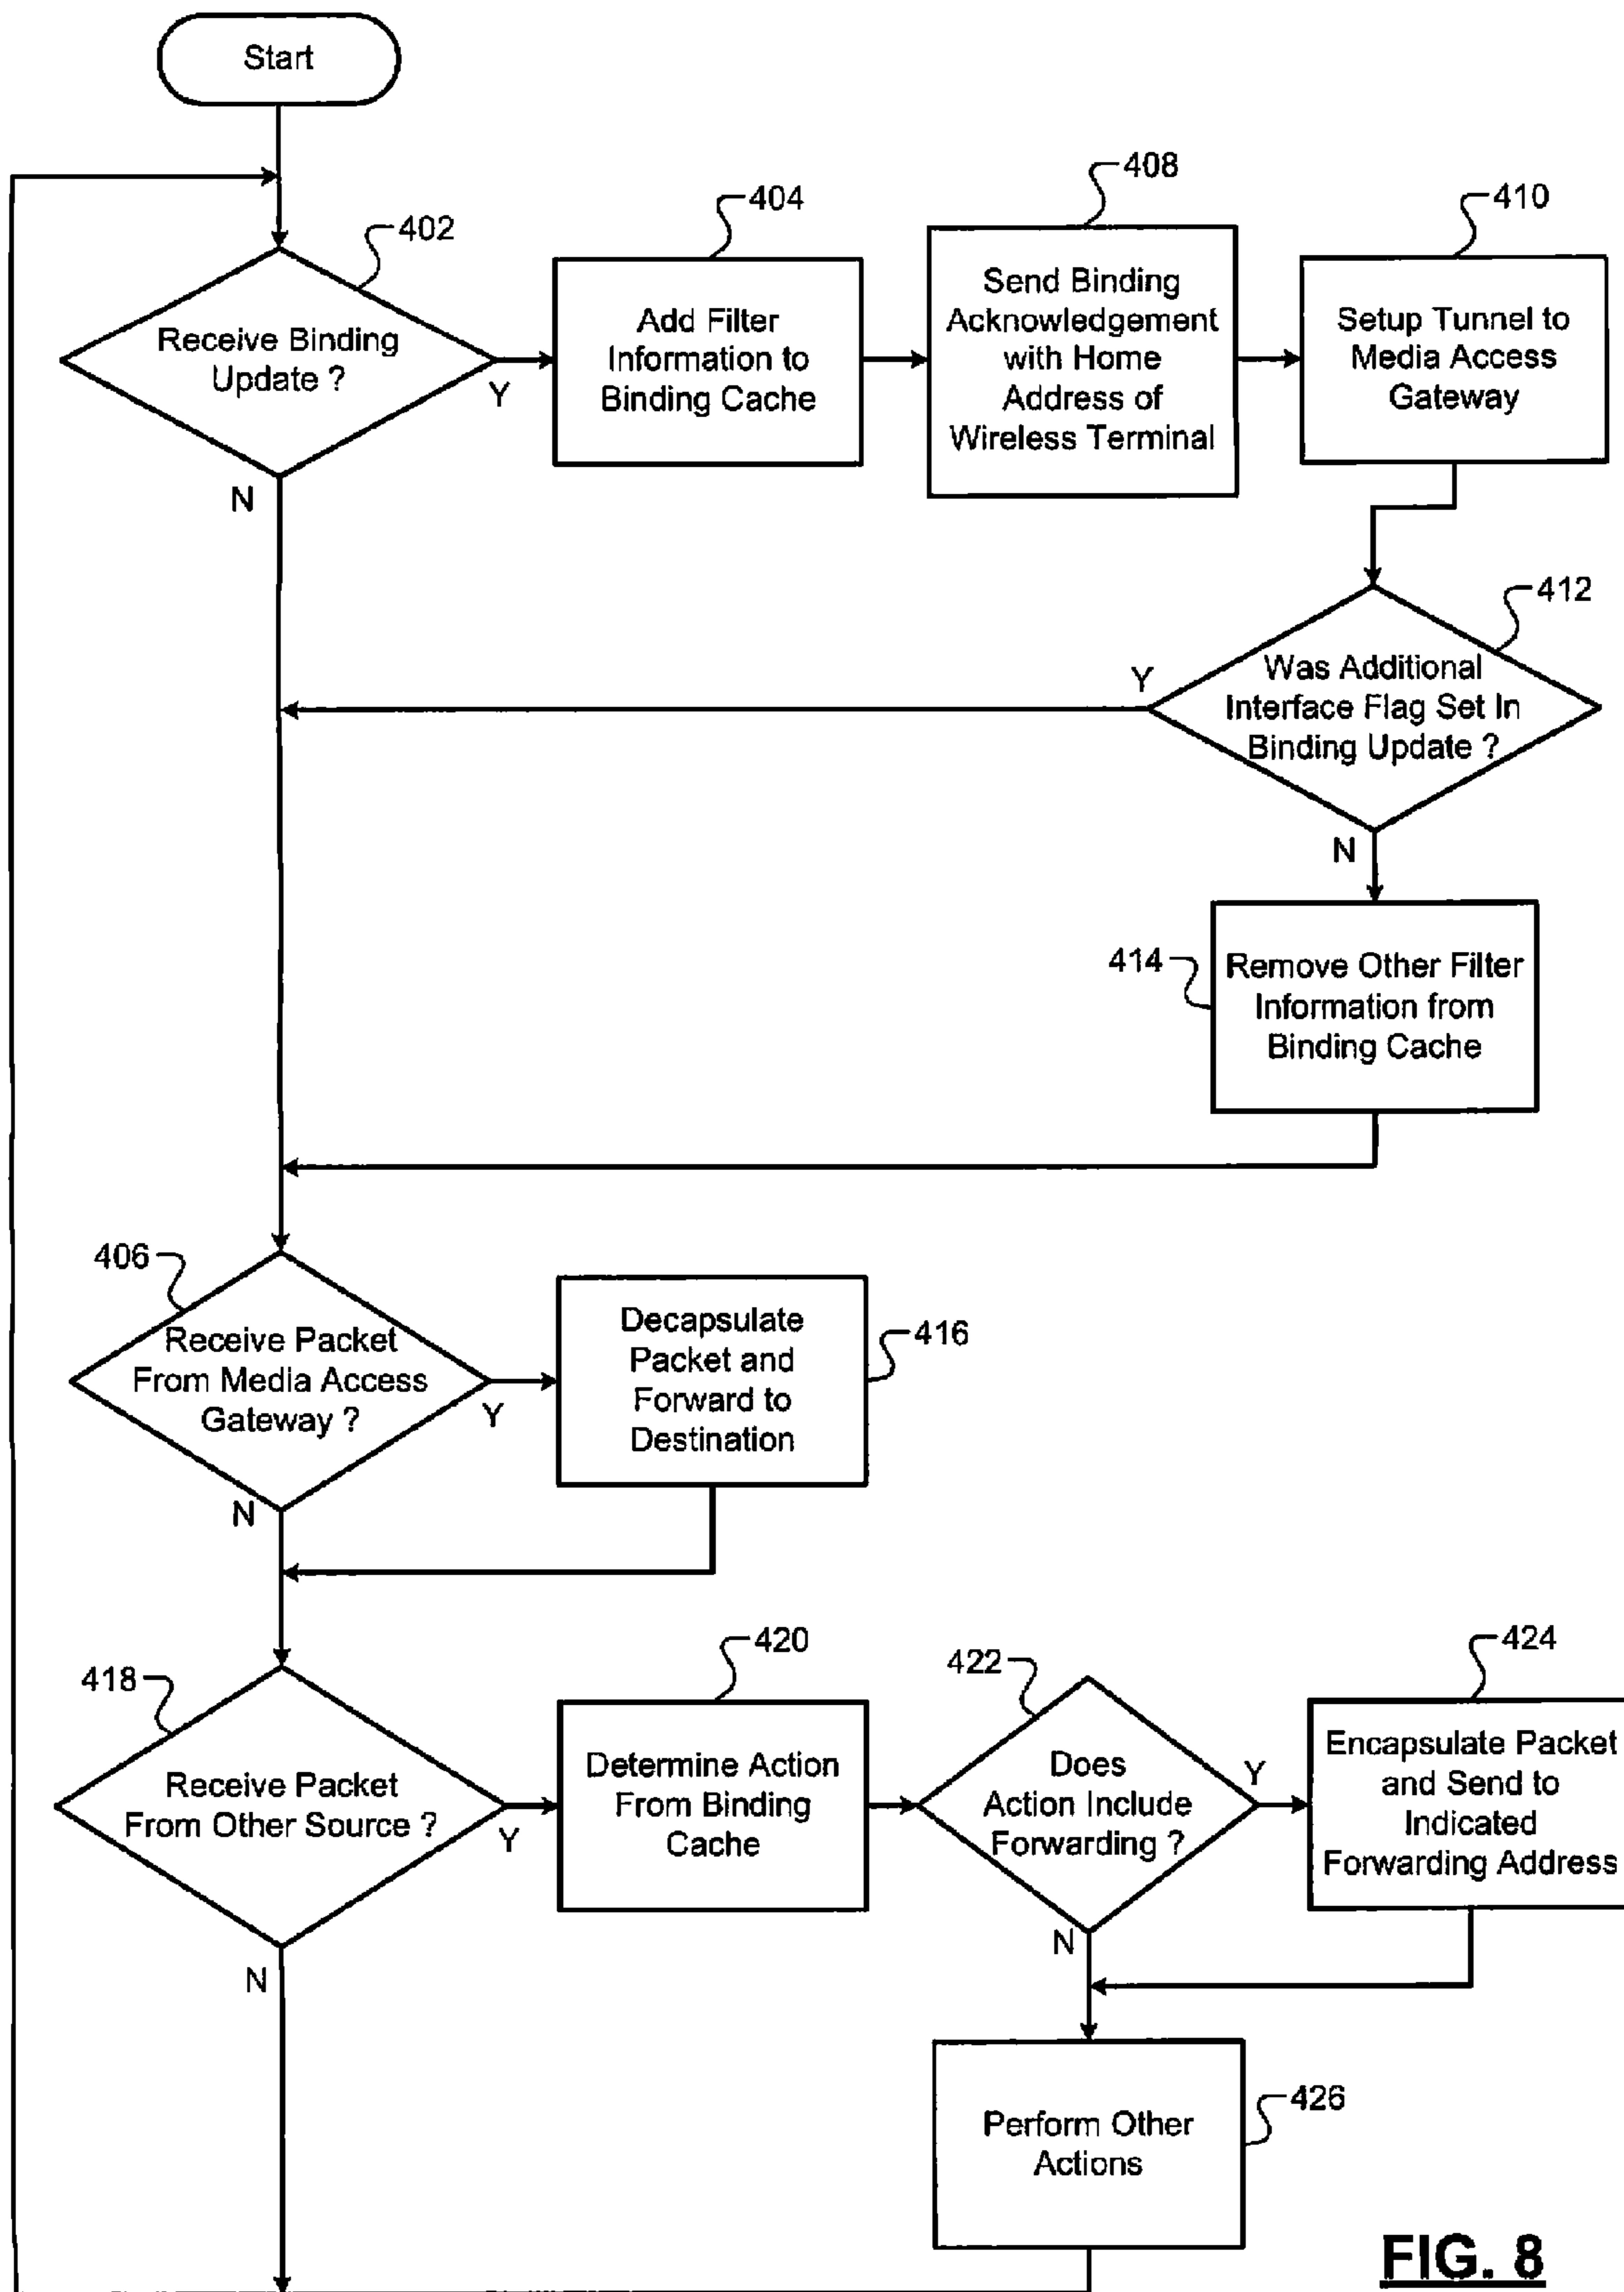 Start
402
Receive Binding
Update ?
Y
N
404
Add Filter
Information to
Binding Cache
408
Send Binding
Acknowledgement
with Home
Address of
Wireless Terminal
410
Setup Tunnel to
Media Access
Gateway
412
Was Additional
Interface Flag Set In
Binding Update ?
Y
N
414
Remove Other Filter
Information from
Binding Cache
406
Receive Packet
From Media Access
Gateway ?
Y
N
Decapsulate
Packet and
Forward to
Destination
416
418
Receive Packet
From Other Source ?
Y
N
420
Determine Action
From Binding
Cache
422
Does
Action Include
Forwarding ?
Y
N
424
Encapsulate Packet
and Send to
Indicated
Forwarding Address
Perform Other
Actions
426
FIG. 8